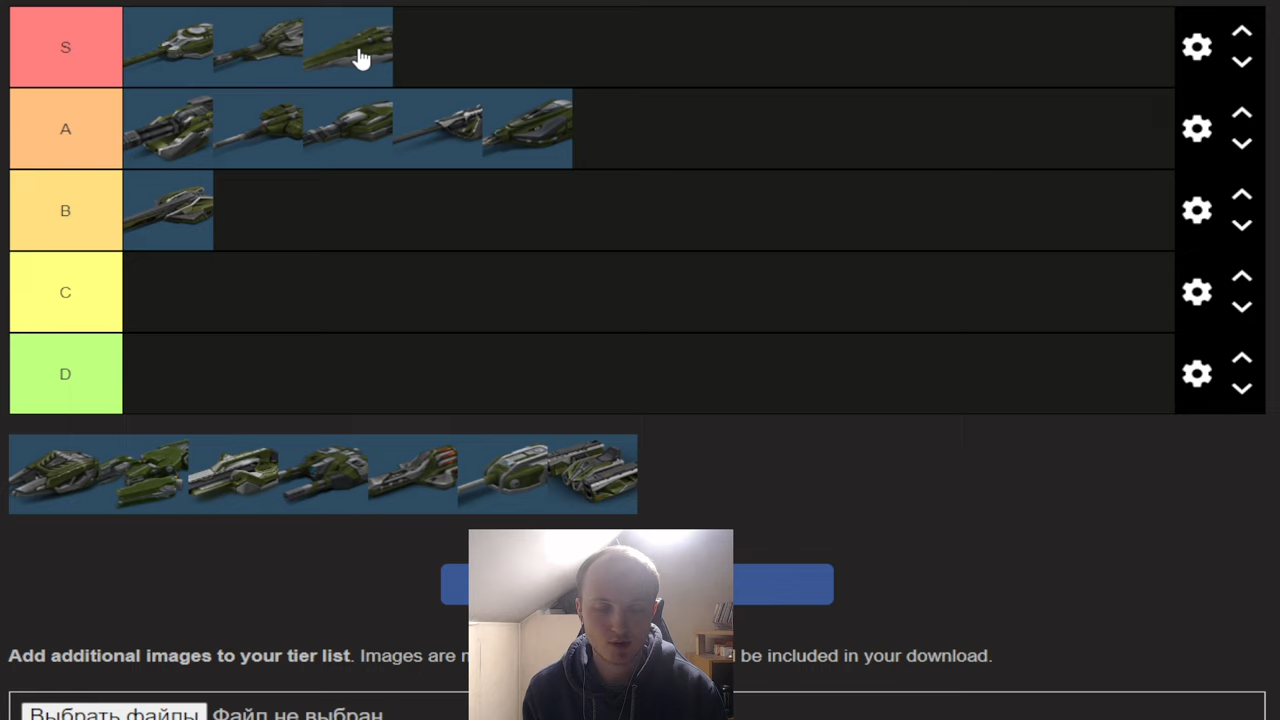 S
A
B
C
D
Add additional images to your tier list. Images are be included in your download.
Выбрать файлы Файл не выбран